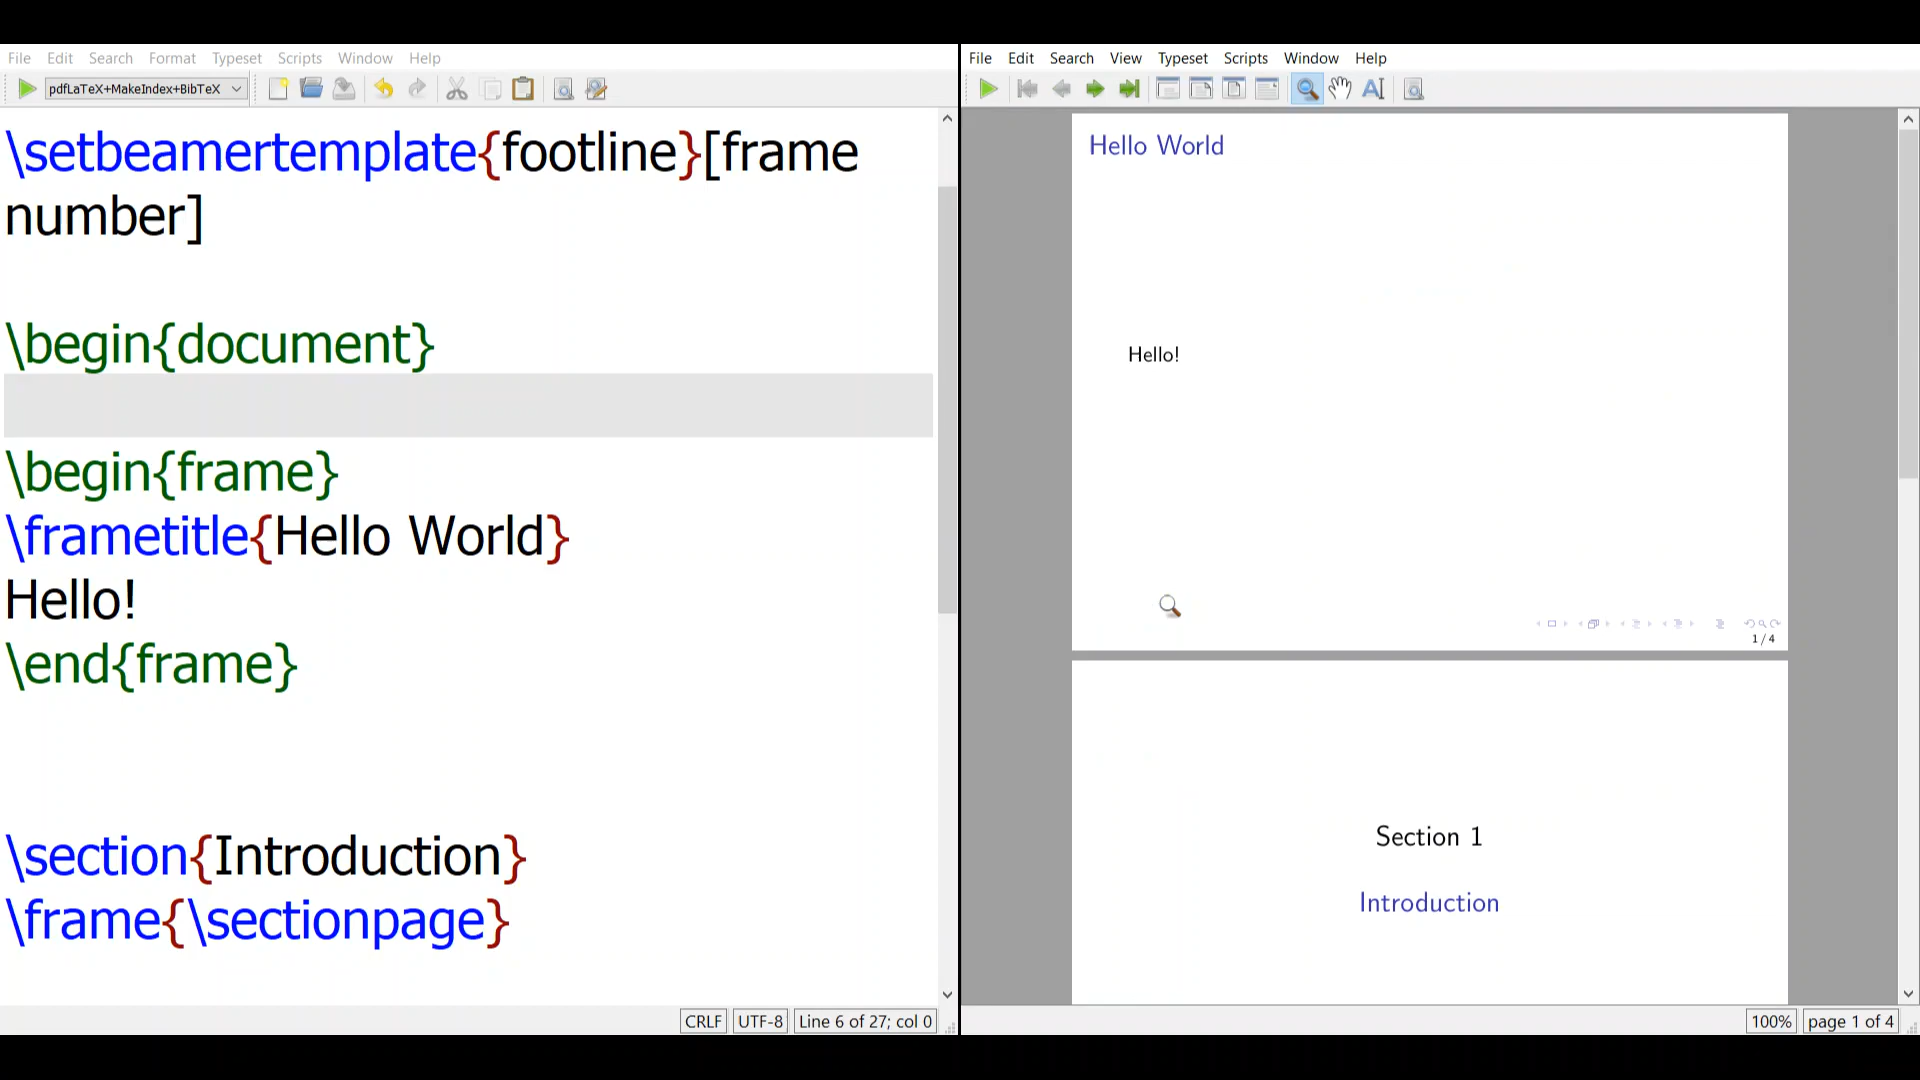 File Edit Search Format Typeset Scripts Window Help
pdfLaTeX+MakeIndex+BibTeX
\setbeamertemplate{footline}[frame
number]
\begin{document}
\begin{frame}
\frametitle{Hello World}
Hello!
\end{frame}
\section{Introduction}
\frame{\sectionpage}
CRLF UTF-8 Line 6 of 27; col 0
File Edit Search View Typeset Scripts Window Help
Hello World
Hello!
1 / 4
Section 1
Introduction
100% page 1 of 4